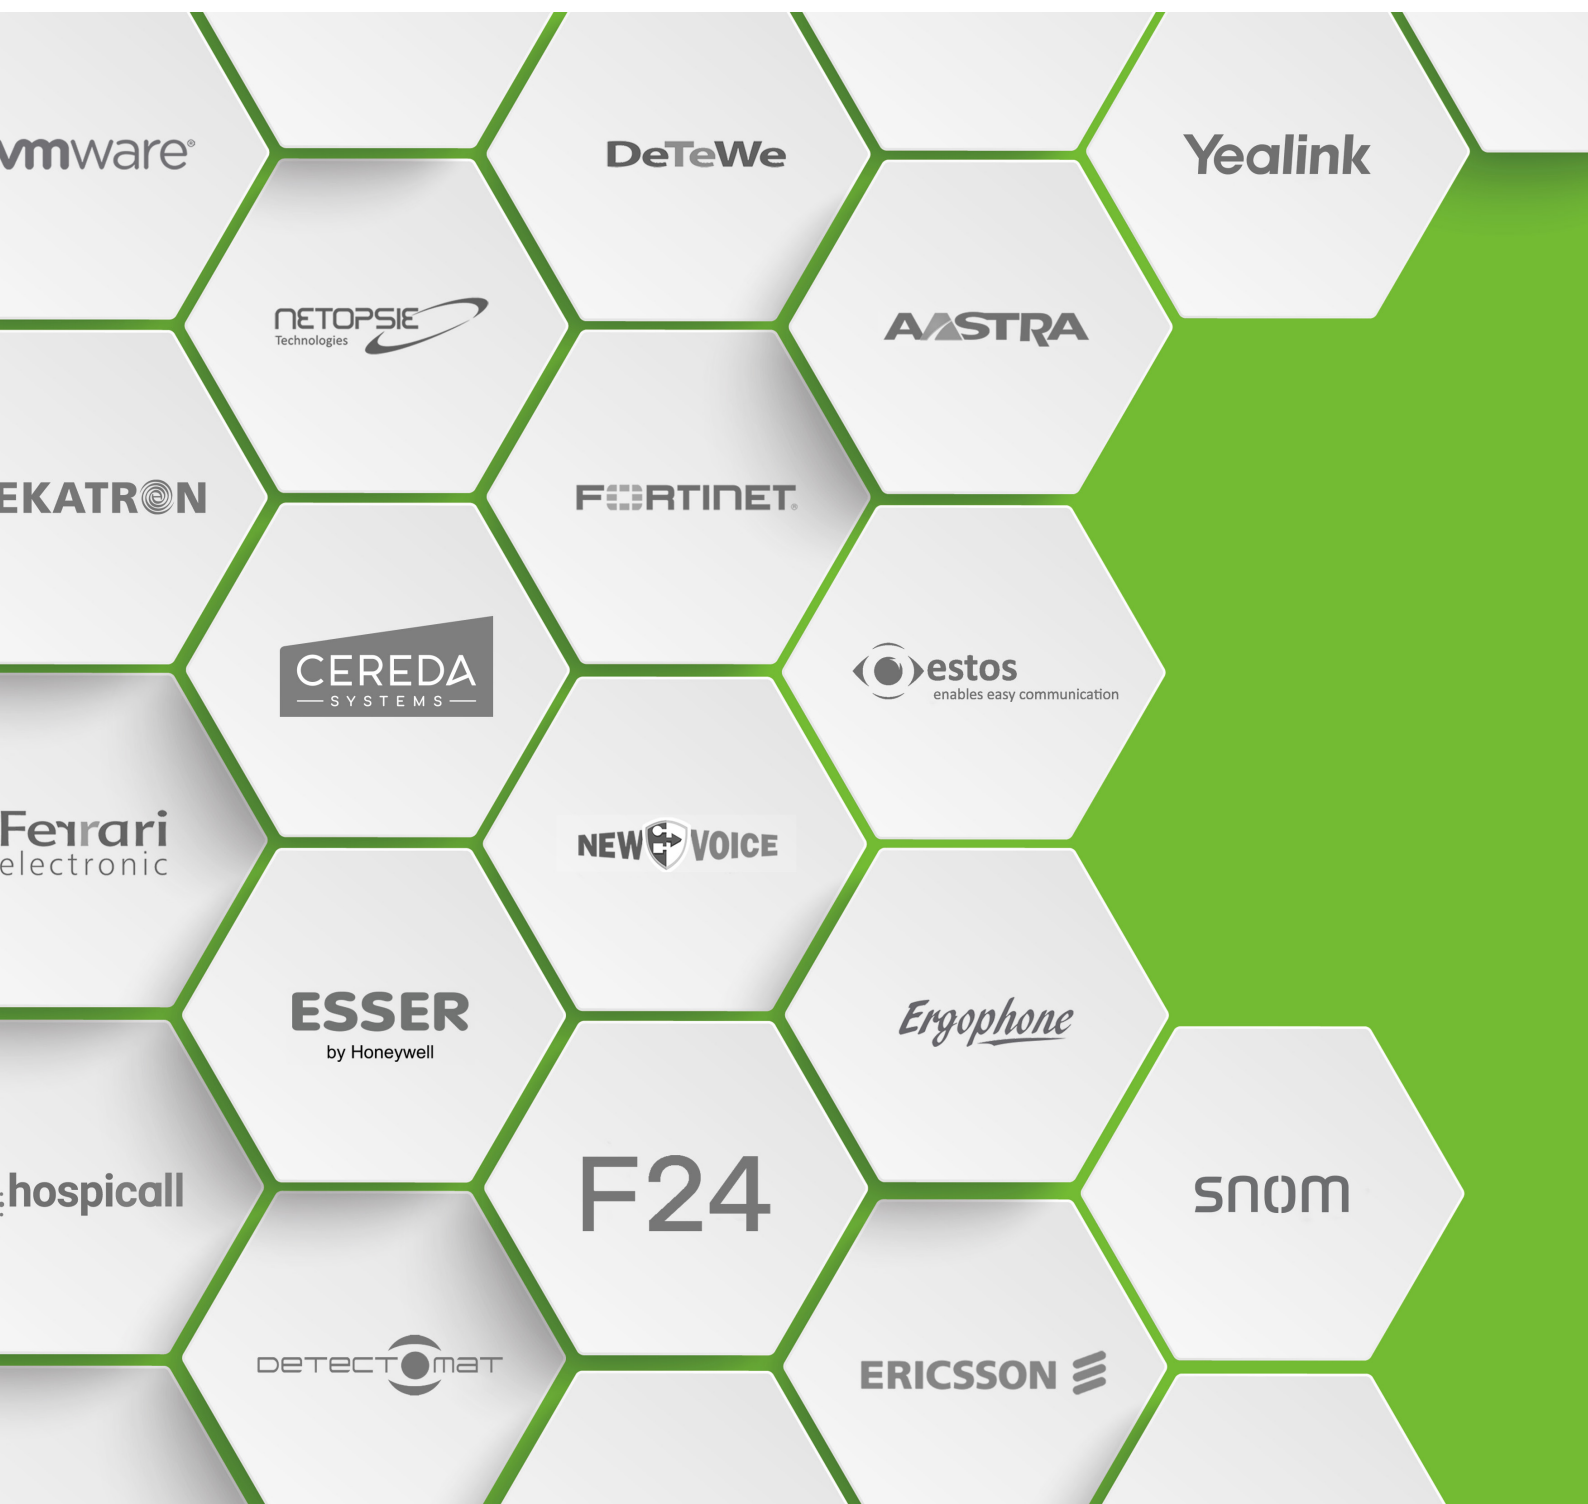 vmware®
DeTeWe
Yealink
NETOPSIE
Technologies
AASTRA
EKATRON
FORTINET®
CEREDA
SYSTEMS
estos
enables easy communication
Ferrari
electronic
NEW VOICE
ESSER
by Honeywell
Ergophone
hospicall
F24
snom
DETECTOMAT
ERICSSON